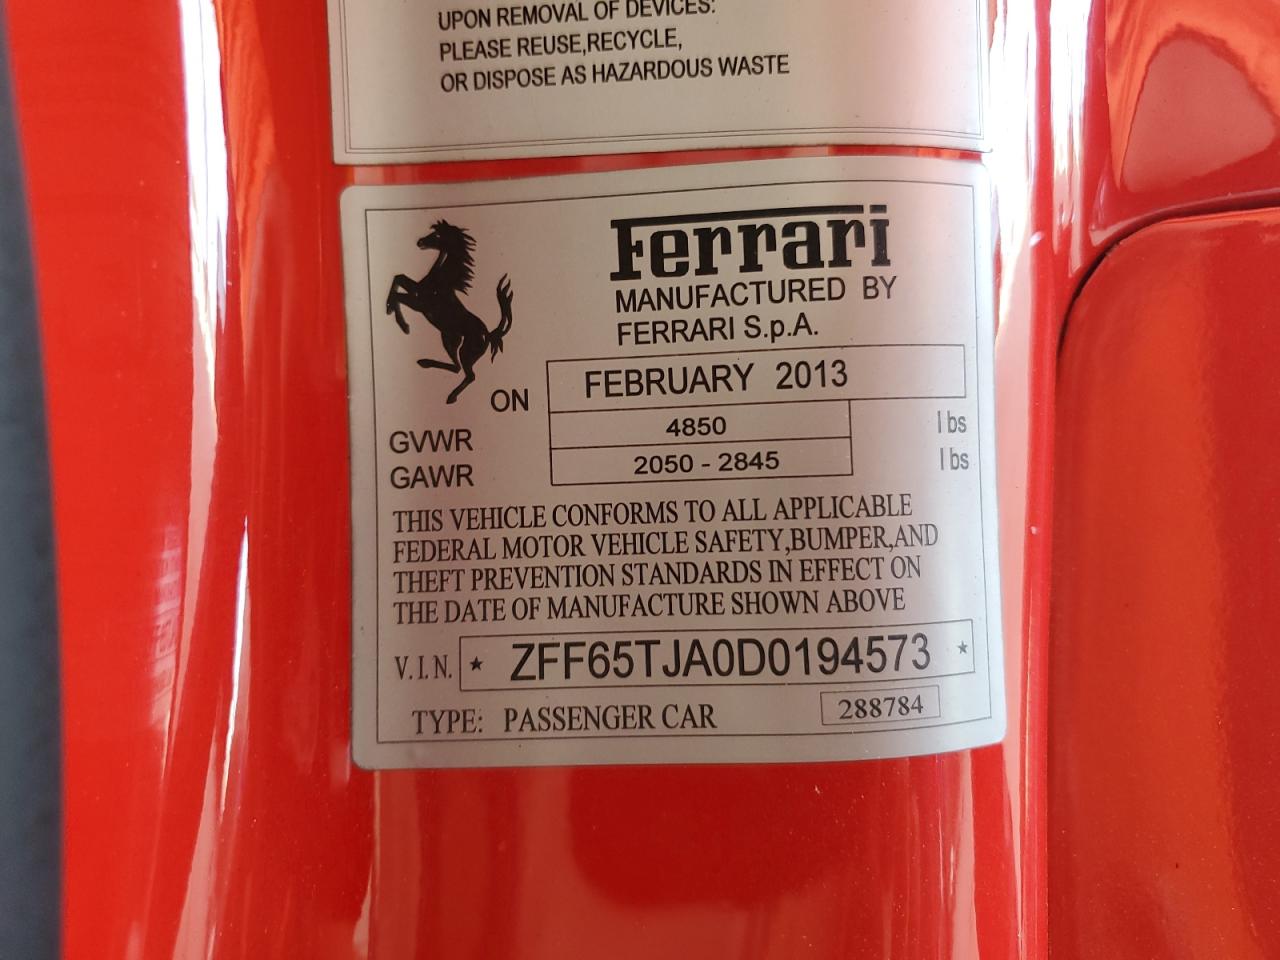 UPON REMOVAL OF DEVICES:
PLEASE REUSE,RECYCLE,
OR DISPOSE AS HAZARDOUS WASTE
Ferrari
MANUFACTURED BY
FERRARI S.p.A.
ON FEBRUARY 2013
GVWR 4850 lbs
GAWR 2050 - 2845 lbs
THIS VEHICLE CONFORMS TO ALL APPLICABLE
FEDERAL MOTOR VEHICLE SAFETY,BUMPER,AND
THEFT PREVENTION STANDARDS IN EFFECT ON
THE DATE OF MANUFACTURE SHOWN ABOVE
V.I.N. * ZFF65TJA0D0194573 *
TYPE: PASSENGER CAR 288784